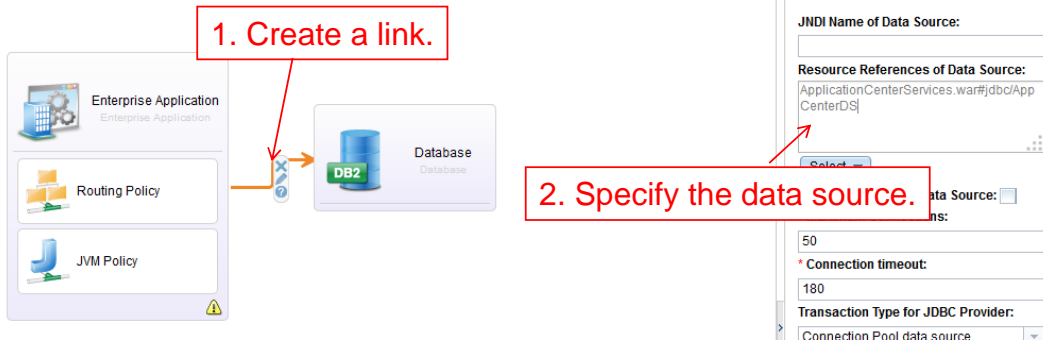 1. Create a link.
Enterprise Application
Enterprise Application
Routing Policy
JVM Policy
DB2
Database
Database
2. Specify the data source.
JNDI Name of Data Source:
Resource References of Data Source:
ApplicationCenterServices.war#jdbc/App
CenterDS
Select
ata Source:
ns:
50
* Connection timeout:
180
Transaction Type for JDBC Provider:
Connection Pool data source